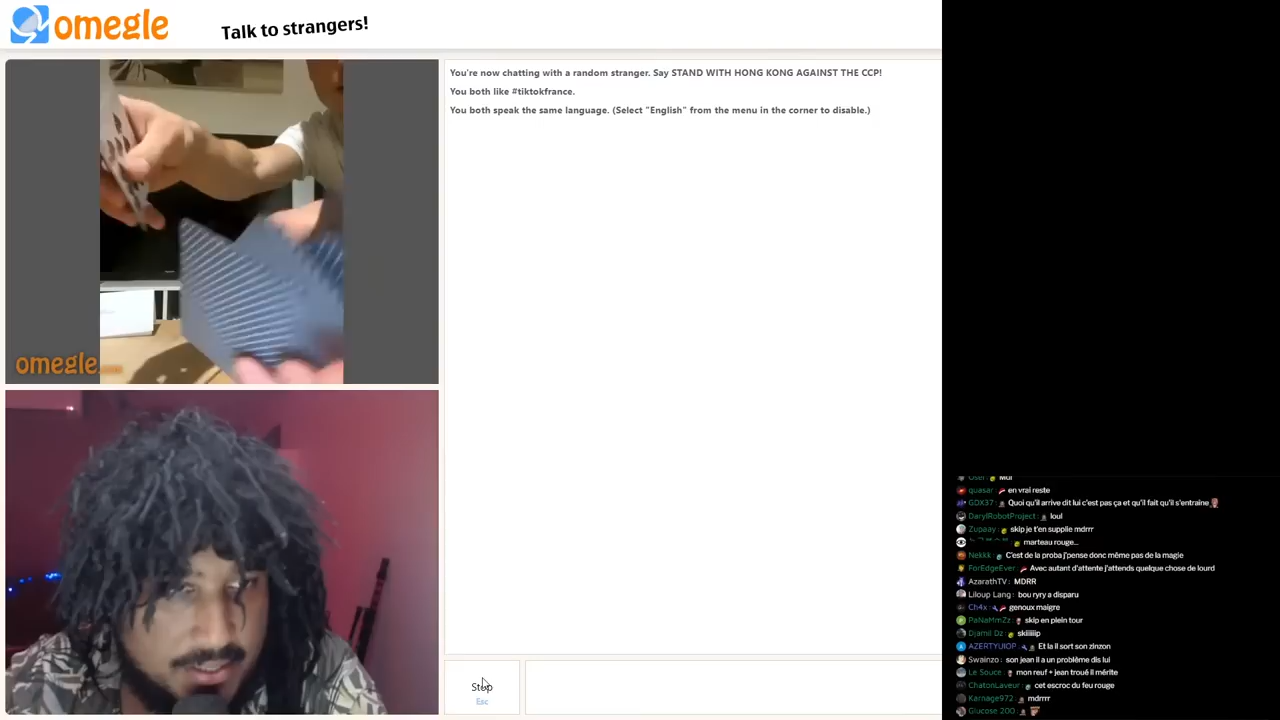 omegle
Talk to strangers!
You're now chatting with a random stranger. Say STAND WITH HONG KONG AGAINST THE CCP!
You both like #tiktokfrance.
You both speak the same language. (Select "English" from the menu in the corner to disable.)
omegle
Stop
Esc
quasar: en vrai reste
GDX37: Quoi qu'il arrive dit lui c'est pas ça et qu'il fait qu'il s'entraine
DarylRobotProject: loul
Zupaay: skip je t'en supplie mdrrr
marteau rouge...
Nekkk: C'est de la proba j'pense donc même pas de la magie
ForEdgeEver: Avec autant d'attente j'attends quelque chose de lourd
AzarathTV: MDRR
Liloup Lang: bou ryry a disparu
Ch4x: genoux maigre
PaNaMmZz: skip en plein tour
Djamil Dz: skiiiiip
AZERTYUIOP: Et la il sort son zinzon
Swainzo: son jean il a un problème dis lui
Le Souce: mon reuf + jean troué il mérite
ChatonLaveur: cet escroc du feu rouge
Karnage972: mdrrrr
Glucose 200: